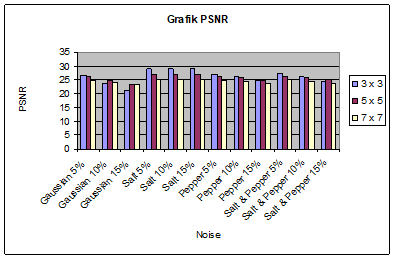 Grafik PSNR
PSNR
35
30
25
20
15
10
5
0
Gaussian 5%
Gaussian 10%
Gaussian 15%
Salt 5%
Salt 10%
Salt 15%
Pepper 5%
Pepper 10%
Pepper 15%
Salt & Pepper 5%
Salt & Pepper 10%
Salt & Pepper 15%
Noise
3 x 3
5 x 5
7 x 7